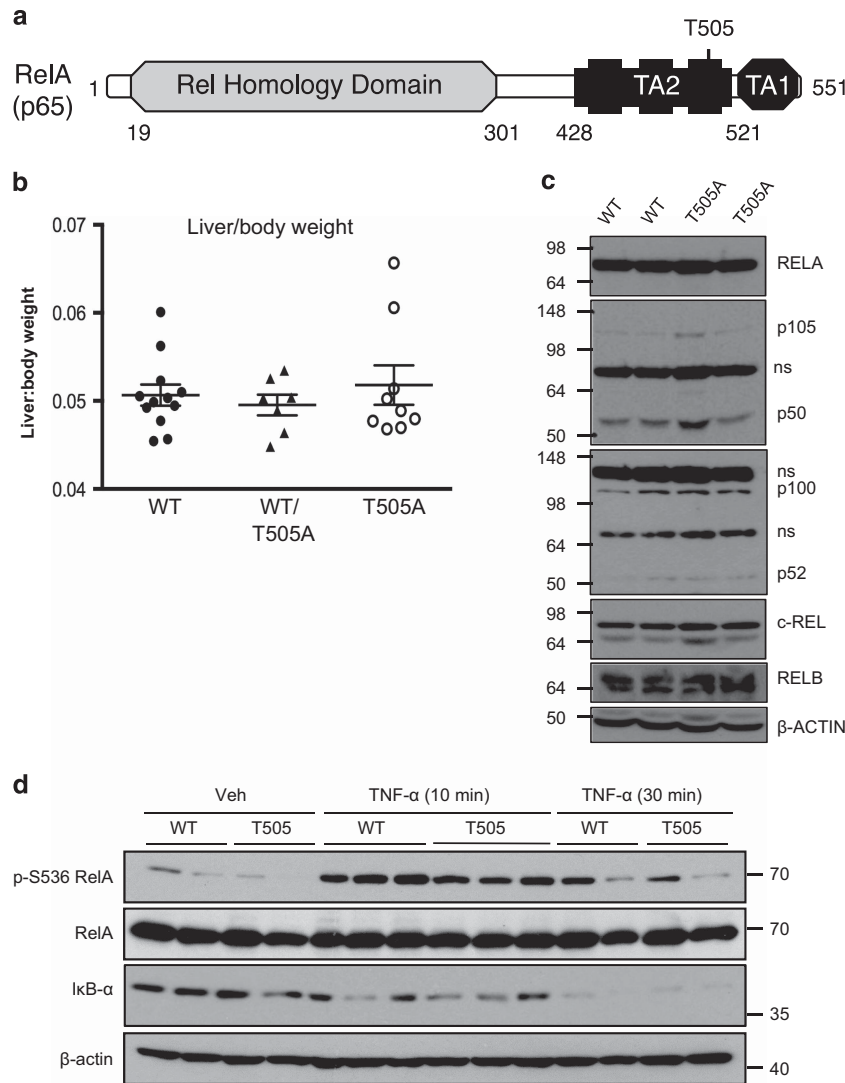 a
T505
RelA
(p65)
1
Rel Homology Domain
TA2
TA1
551
19
301
428
521
b
Liver/body weight
Liver:body weight
0.07
0.06
0.05
0.04
WT
WT/
T505A
T505A
c
WT
WT
T505A
T505A
98
64
RELA
148
98
64
50
p105
ns
p50
148
98
64
50
ns
p100
ns
p52
98
64
c-REL
64
RELB
50
β-ACTIN
d
Veh
TNF-α (10 min)
TNF-α (30 min)
WT
T505
WT
T505
WT
T505
p-S536 RelA
70
RelA
70
IκB-α
35
β-actin
40